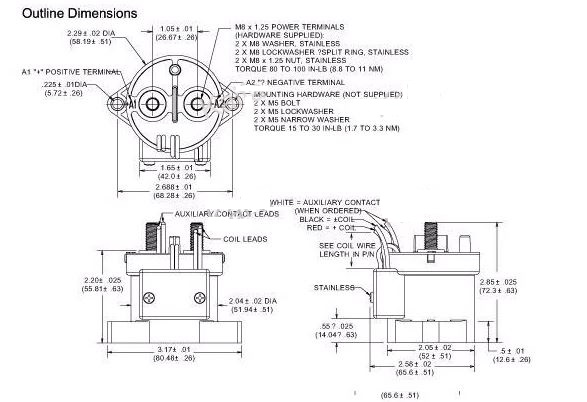 Outline Dimensions
1.05± .01
(26.67± .26)
2.29± .02 DIA
(58.19± .51)
M8 x 1.25 POWER TERMINALS
(HARDWARE SUPPLIED):
2 X M8 WASHER, STAINLESS
2 X M8 LOCKWASHER ?SPLIT RING, STAINLESS
2 X M8 x 1.25 NUT, STAINLESS
TORQUE 80 TO 100 IN-LB (8.8 TO 11 NM)
A1 "+" POSITIVE TERMINAL
A2 "? NEGATIVE TERMINAL
.225± .01DIA
(5.72± .26)
A1
A2
MOUNTING HARDWARE (NOT SUPPLIED)
2 X M5 BOLT
2 X M5 LOCKWASHER
2 X M5 NARROW WASHER
TORQUE 15 TO 30 IN-LB (1.7 TO 3.3 NM)
1.65± .01
(42.0± .26)
2.688± .01
(68.28± .26)
AUXILIARY CONTACT LEADS
COIL LEADS
WHITE = AUXILIARY CONTACT
(WHEN ORDERED)
BLACK = ±COIL
RED = + COIL
SEE COIL WIRE
LENGTH IN P/N
STAINLESS
2.20± .025
(55.81± .63)
2.04± .02 DIA
(51.94± .51)
2.85± .025
(72.3± .63)
.55 ? .025
(14.04? .63)
3.17± .01
(80.48± .26)
2.05± .02
(52± .51)
.5± .01
(12.6± .26)
2.58± .02
(65.6± .51)
(65.6± .51)